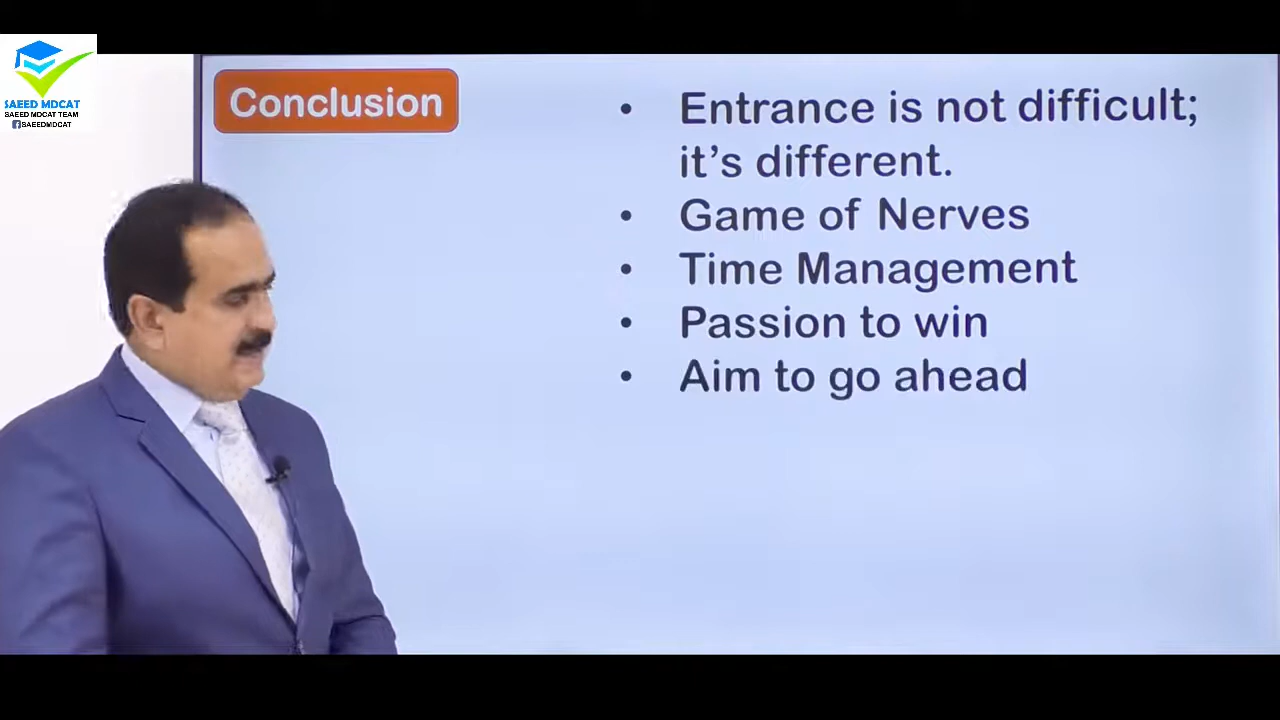 SAEED MDCAT
SAEED MDCAT TEAM
SAEEDMDCAT
Conclusion
• Entrance is not difficult;
it's different.
• Game of Nerves
• Time Management
• Passion to win
• Aim to go ahead